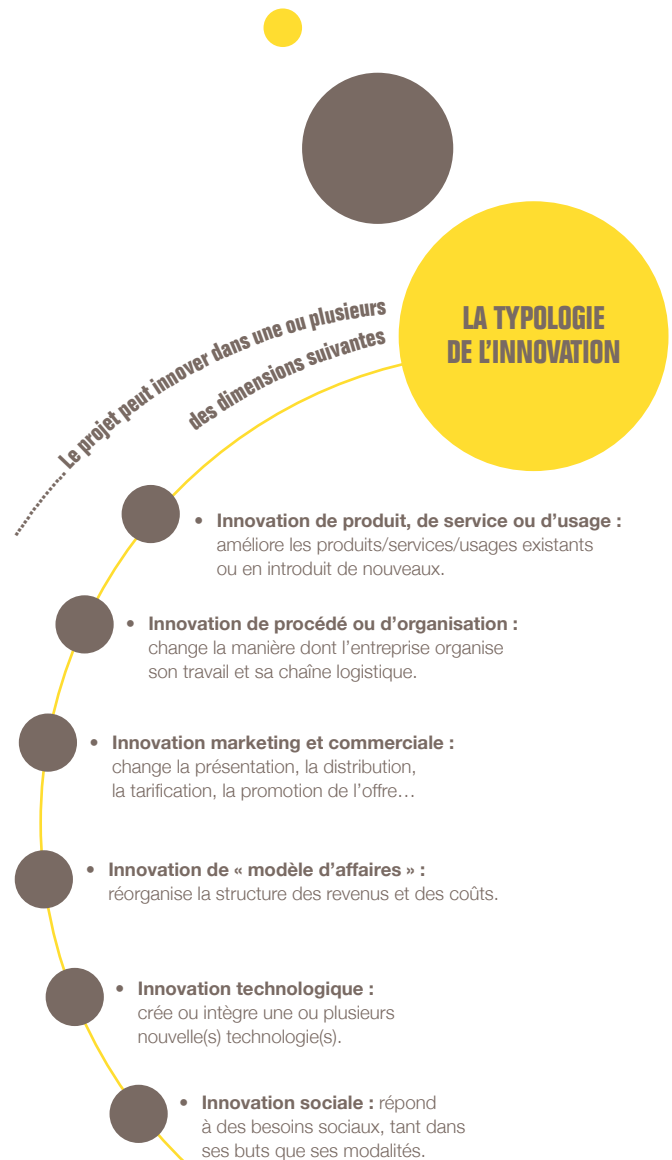 LA TYPOLOGIE
DE L'INNOVATION
Le projet peut innover dans une ou plusieurs
des dimensions suivantes
• Innovation de produit, de service ou d'usage :
améliore les produits/services/usages existants
ou en introduit de nouveaux.
• Innovation de procédé ou d'organisation :
change la manière dont l'entreprise organise
son travail et sa chaîne logistique.
• Innovation marketing et commerciale :
change la présentation, la distribution,
la tarification, la promotion de l'offre…
• Innovation de « modèle d'affaires » :
réorganise la structure des revenus et des coûts.
• Innovation technologique :
crée ou intègre une ou plusieurs
nouvelle(s) technologie(s).
• Innovation sociale : répond
à des besoins sociaux, tant dans
ses buts que ses modalités.